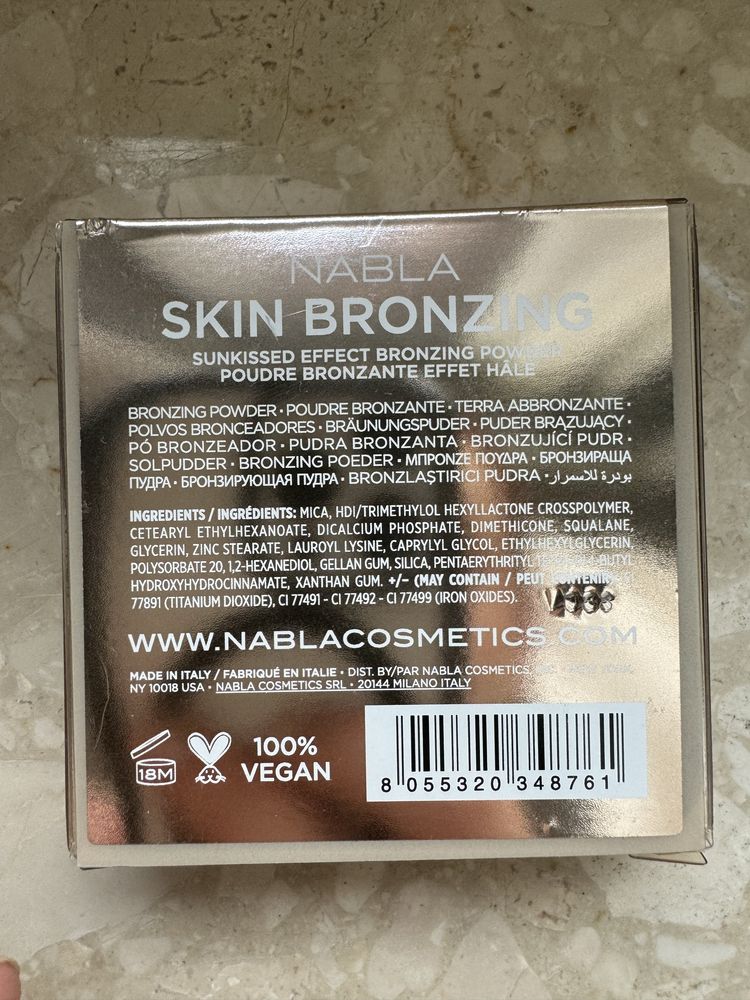 NABLA
SKIN BRONZING
SUNKISSED EFFECT BRONZING POWDER
POUDRE BRONZANTE EFFET HÂLE
BRONZING POWDER • POUDRE BRONZANTE • TERRA ABBRONZANTE •
POLVOS BRONCEADORES • BRÄUNUNGSPUDER • PUDER BRĄZUJĄCY •
PÓ BRONZEADOR • PUDRA BRONZANTA • BRONZUJÍCÍ PUDR •
SOLPUDDER • BRONZING POEDER • ΜΠΡΟΝΖΕ ΠΟΥΔΡΑ • БРОНЗИРАЩА
ПУДРА • БРОНЗИРУЮЩАЯ ПУДРА • BRONZLAŞTIRICI PUDRA • بودرة للاسمرار
INGREDIENTS / INGRÉDIENTS: MICA, HDI/TRIMETHYLOL HEXYLLACTONE CROSSPOLYMER,
CETEARYL ETHYLHEXANOATE, DICALCIUM PHOSPHATE, DIMETHICONE, SQUALANE,
GLYCERIN, ZINC STEARATE, LAUROYL LYSINE, CAPRYLYL GLYCOL, ETHYLHEXYLGLYCERIN,
POLYSORBATE 20, 1,2-HEXANEDIOL, GELLAN GUM, SILICA, PENTAERYTHRITYL BUTYL
HYDROXYHYDROCINNAMATE, XANTHAN GUM. +/- (MAY CONTAIN / PEUT CONTENIR: CI
77891 (TITANIUM DIOXIDE), CI 77491 - CI 77492 - CI 77499 (IRON OXIDES).
WWW.NABLACOSMETICS.COM
MADE IN ITALY / FABRIQUÉ EN ITALIE • DIST. BY/PAR NABLA COSMETICS, INC. NEW YORK,
NY 10018 USA • NABLA COSMETICS SRL • 20144 MILANO ITALY
18M
100%
VEGAN
8 055320 348761